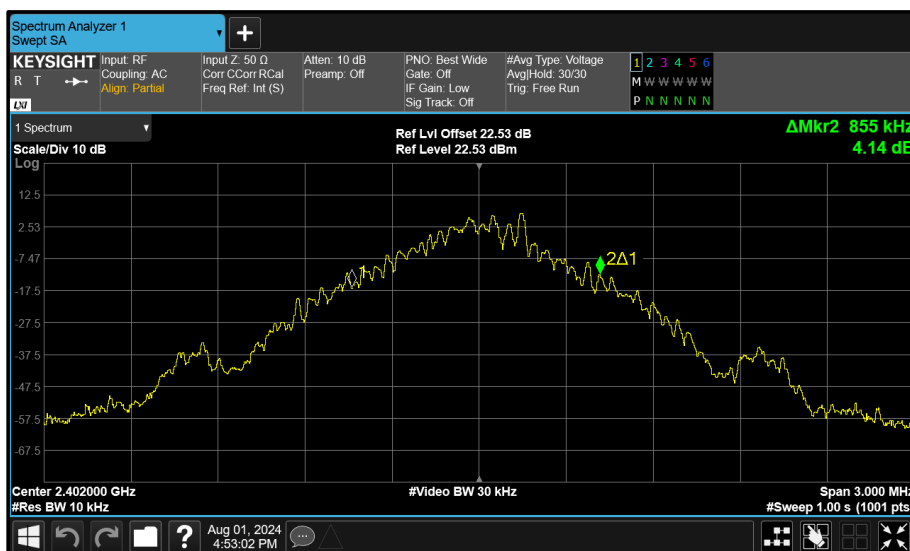 Spectrum Analyzer 1
Swept SA
+
KEYSIGHT
R T
LXI
Input: RF
Coupling: AC
Align: Partial
Input Z: 50 Ω
Corr CCorr RCal
Freq Ref: Int (S)
Atten: 10 dB
Preamp: Off
PNO: Best Wide
Gate: Off
IF Gain: Low
Sig Track: Off
#Avg Type: Voltage
Avg|Hold: 30/30
Trig: Free Run
1 2 3 4 5 6
M W W W W W
P N N N N N
1 Spectrum
Scale/Div 10 dB
Ref Lvl Offset 22.53 dB
Ref Level 22.53 dBm
ΔMkr2 855 kHz
4.14 dB
Log
12.5
2.53
-7.47
-17.5
-27.5
-37.5
-47.5
-57.5
-67.5
1
2Δ1
Center 2.402000 GHz
#Res BW 10 kHz
#Video BW 30 kHz
Span 3.000 MHz
#Sweep 1.00 s (1001 pts
?
Aug 01, 2024
4:53:02 PM